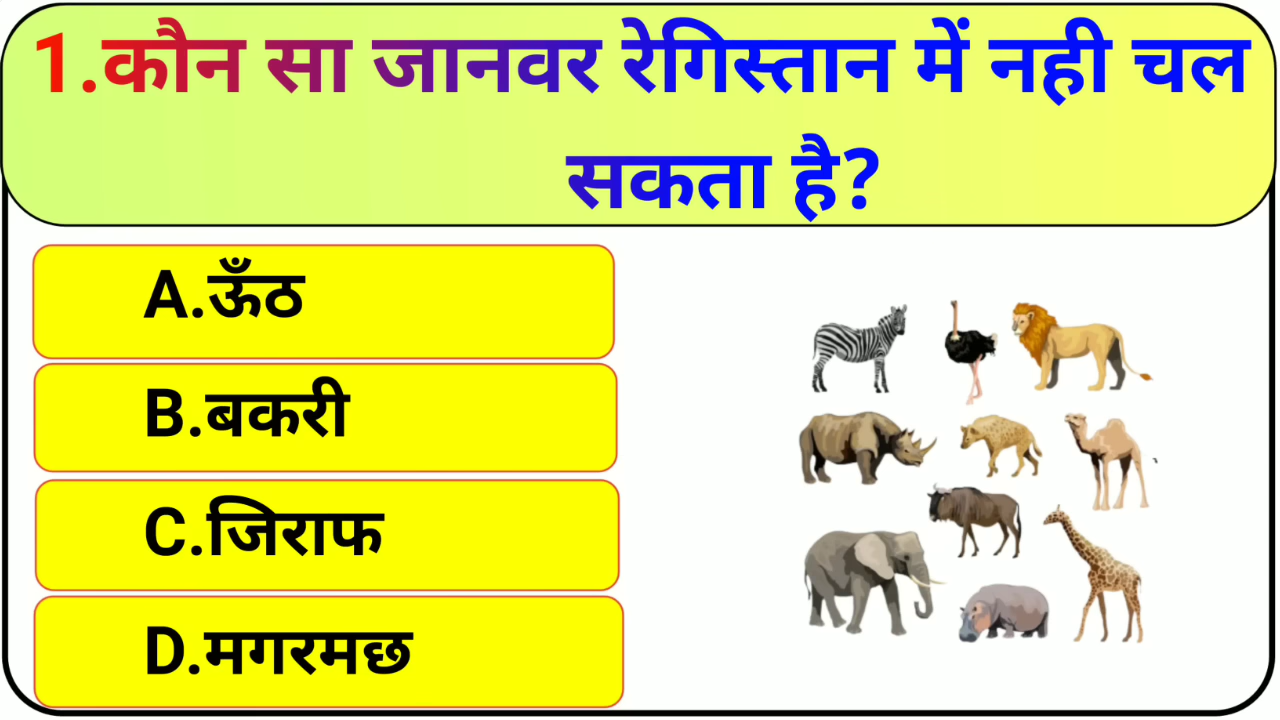 1.कौन सा जानवर रेगिस्तान में नही चल
सकता है?
A.ऊँठ
B.बकरी
C.जिराफ
D.मगरमछ